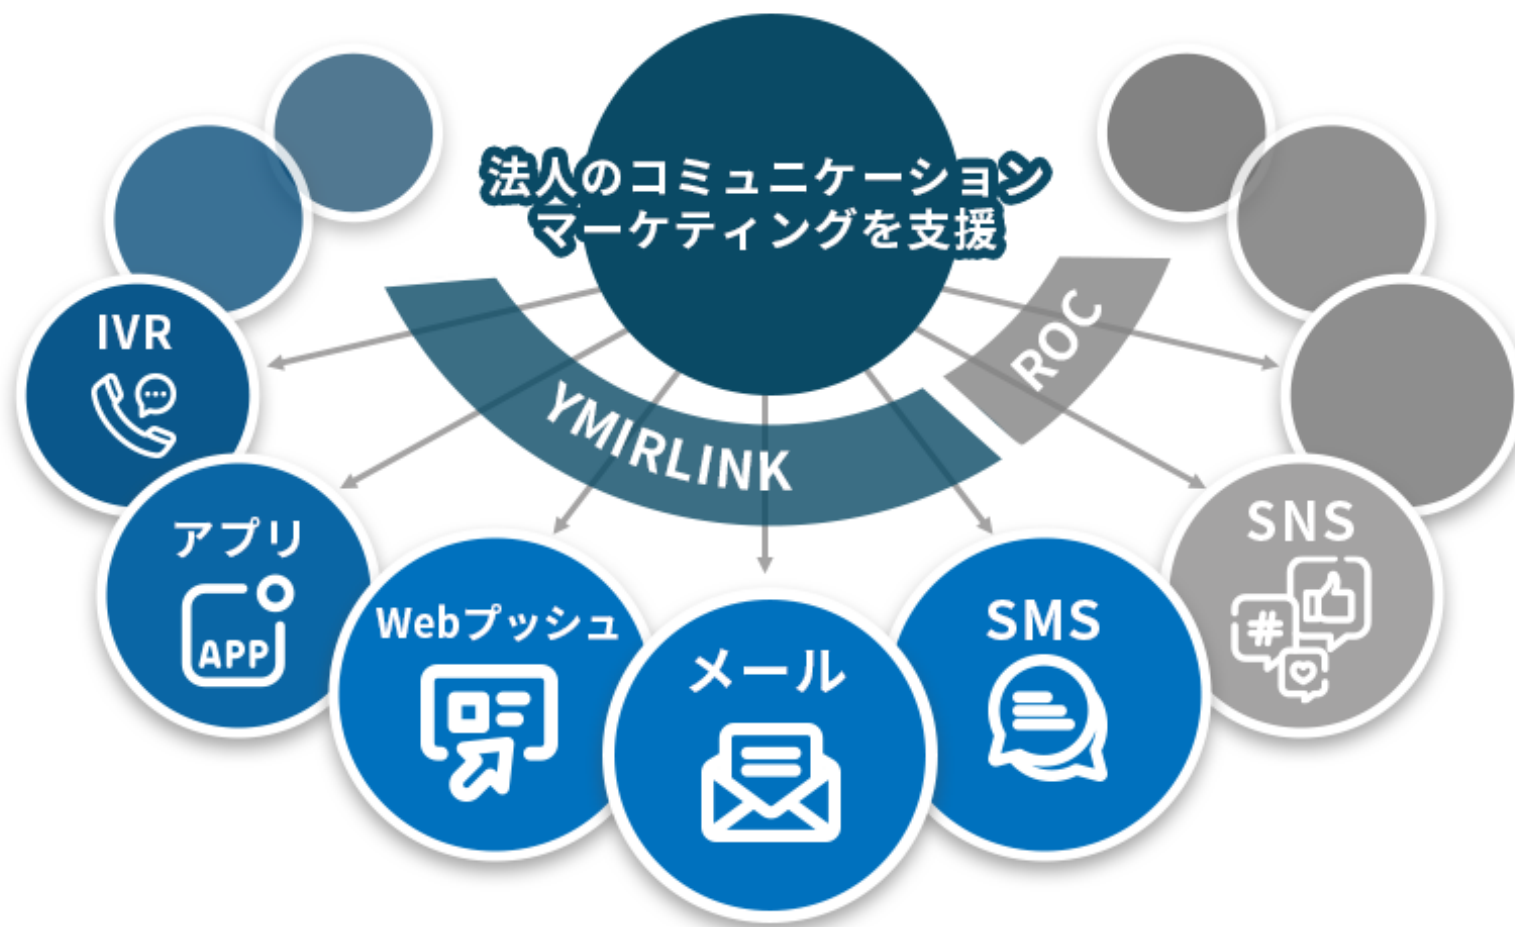 法人のコミュニケーション
マーケティングを支援
YMIRLINK
ROC
IVR
アプリ
APP
Webプッシュ
メール
SMS
SNS
#